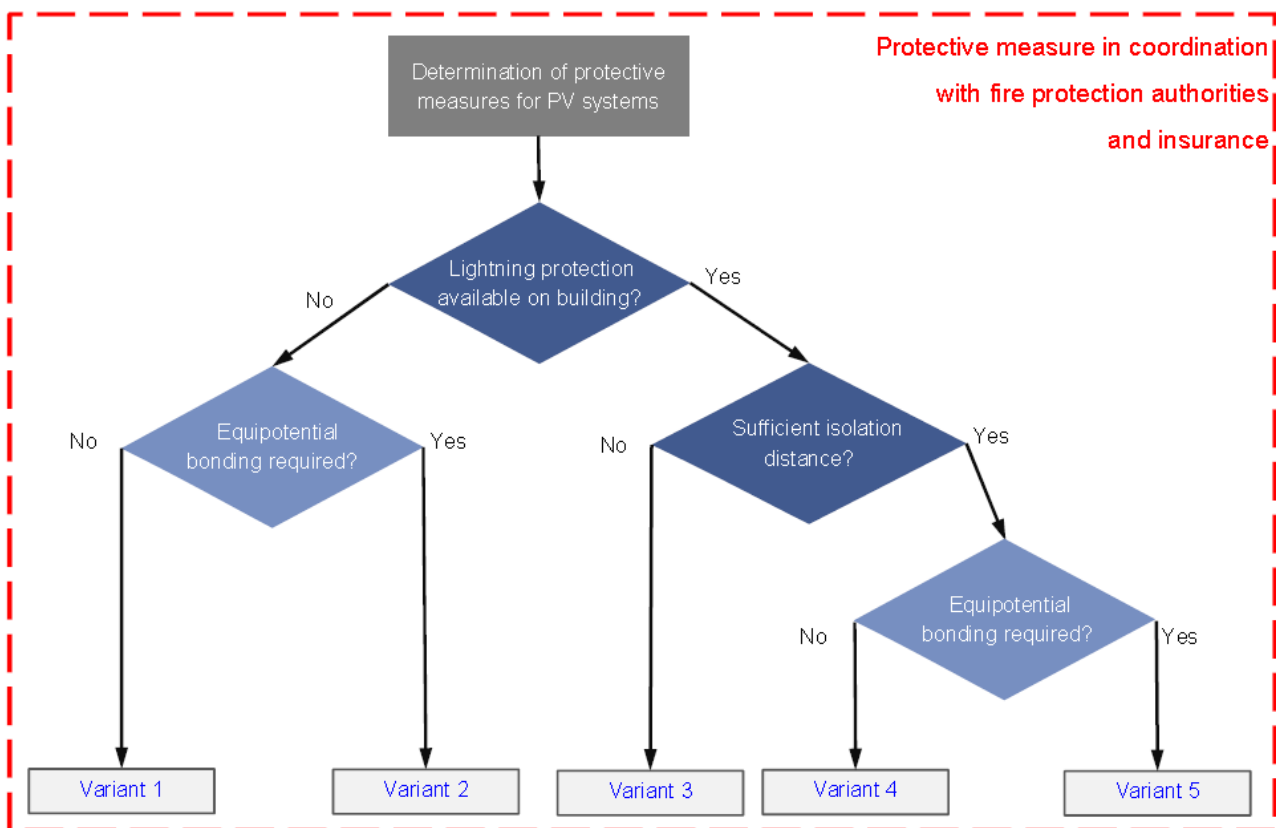 Protective measure in coordination
with fire protection authorities
and insurance
Determination of protective
measures for PV systems
Lightning protection
available on building?
No
Yes
Equipotential
bonding required?
No
Yes
Sufficient isolation
distance?
No
Yes
Equipotential
bonding required?
No
Yes
Variant 1
Variant 2
Variant 3
Variant 4
Variant 5